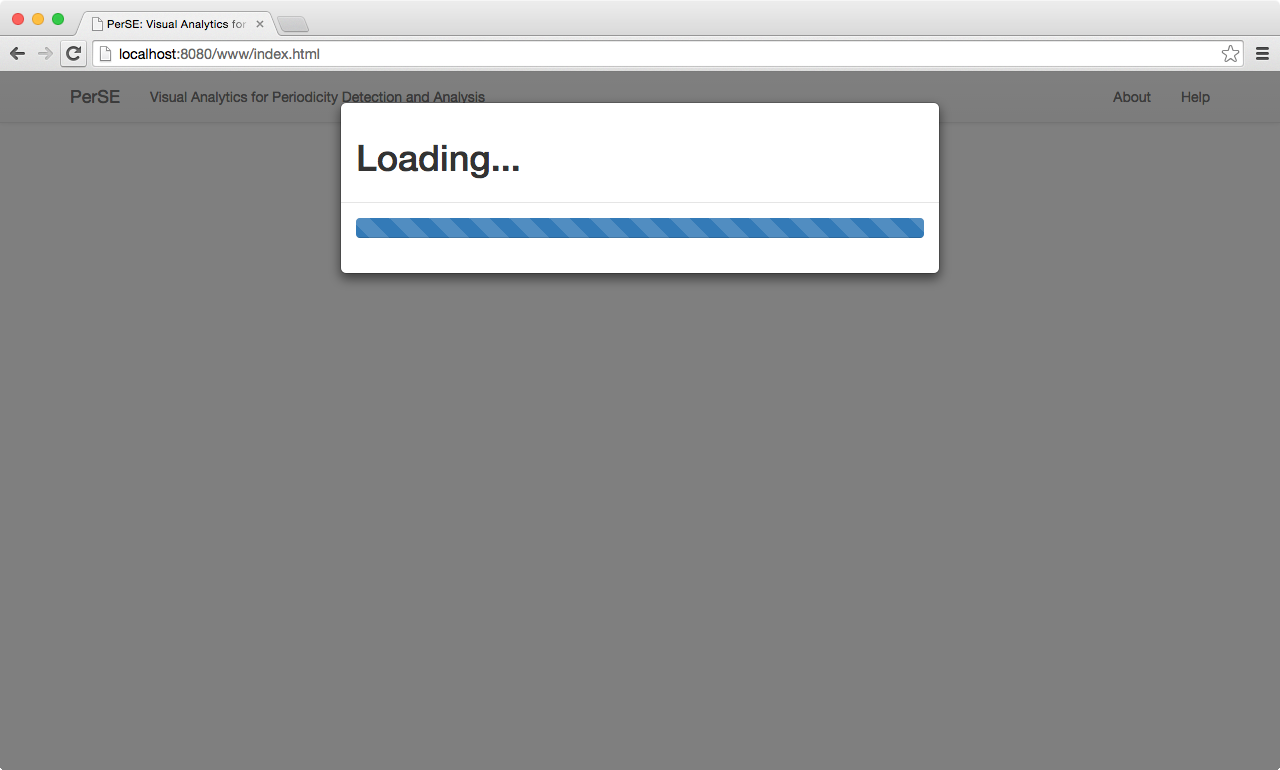 PerSE: Visual Analytics for
localhost:8080/www/index.html
PerSE Visual Analytics for Periodicity Detection and Analysis About Help
Loading...